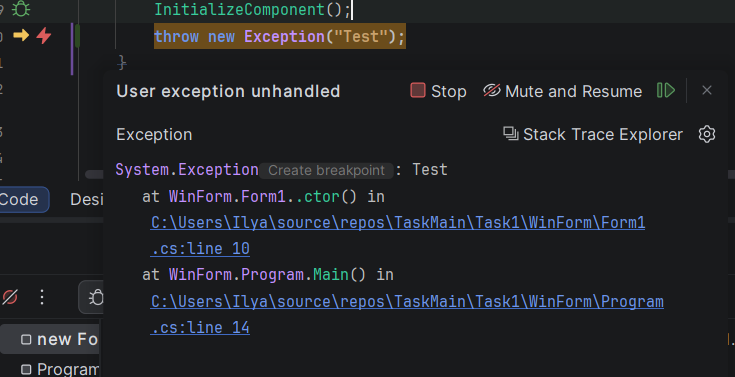 InitializeComponent();
throw new Exception("Test");
}
User exception unhandled Stop Mute and Resume
Exception Stack Trace Explorer
System.Exception Create breakpoint : Test
at WinForm.Form1..ctor() in
C:\Users\Ilya\source\repos\TaskMain\Task1\WinForm\Form1
.cs:line 10
at WinForm.Program.Main() in
C:\Users\Ilya\source\repos\TaskMain\Task1\WinForm\Program
.cs:line 14
Code Desi
new Fo
Program